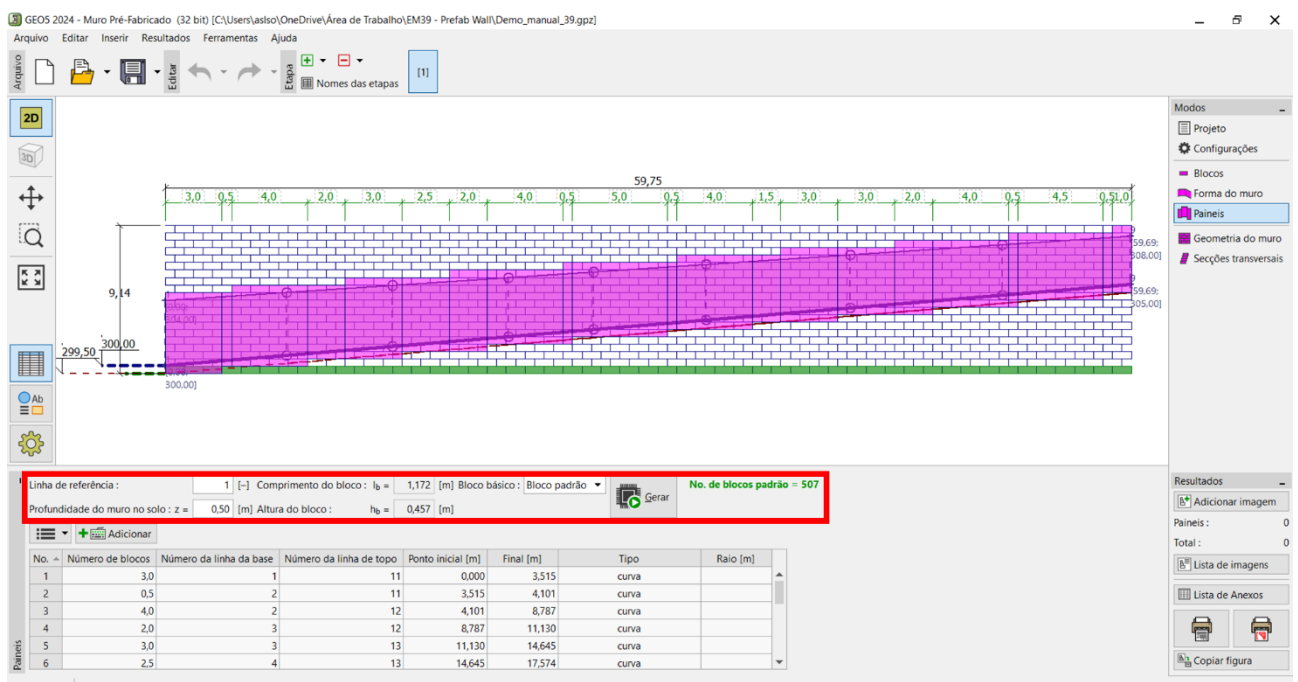 GEO5 2024 - Muro Pré-Fabricado (32 bit) [C:\Users\aslso\OneDrive\Área de Trabalho\EM39 - Prefab Wall\Demo_manual_39.gpz]
Arquivo Editar Inserir Resultados Ferramentas Ajuda
Arquivo
Editar
Etapa
Nomes das etapas
[1]
2D
3D
Ab
59,75
3,0 0,5 4,0 2,0 3,0 2,5 2,0 4,0 0,5 5,0 0,5 4,0 1,5 3,0 3,0 2,0 4,0 0,5 4,5 0,5 1,0
59,69;
308,00]
9,14
59,69;
305,00]
299,50
300,00
300,00]
Modos
Projeto
Configurações
Blocos
Forma do muro
Paineis
Geometria do muro
Secções transversais
Linha de referência : 1 [–] Comprimento do bloco : lb = 1,172 [m] Bloco básico : Bloco padrão Gerar No. de blocos padrão = 507
Profundidade do muro no solo : z = 0,50 [m] Altura do bloco : hb = 0,457 [m]
Adicionar
No. Número de blocos Número da línha da base Número da línha de topo Ponto inicial [m] Final [m] Tipo Raio [m]
1 3,0 1 11 0,000 3,515 curva
2 0,5 2 11 3,515 4,101 curva
3 4,0 2 12 4,101 8,787 curva
4 2,0 3 12 8,787 11,130 curva
5 3,0 3 13 11,130 14,645 curva
6 2,5 4 13 14,645 17,574 curva
Paineis
Resultados
Adicionar imagem
Paineis : 0
Total : 0
Lista de imagens
Lista de Anexos
Copiar figura